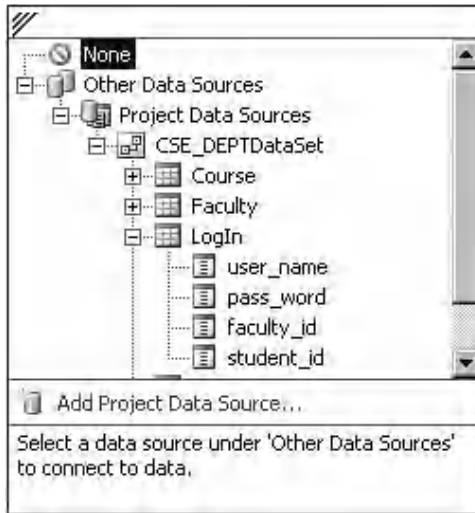 None
Other Data Sources
Project Data Sources
CSE_DEPTDataSet
Course
Faculty
LogIn
user_name
pass_word
faculty_id
student_id
Add Project Data Source...
Select a data source under 'Other Data Sources'
to connect to data.